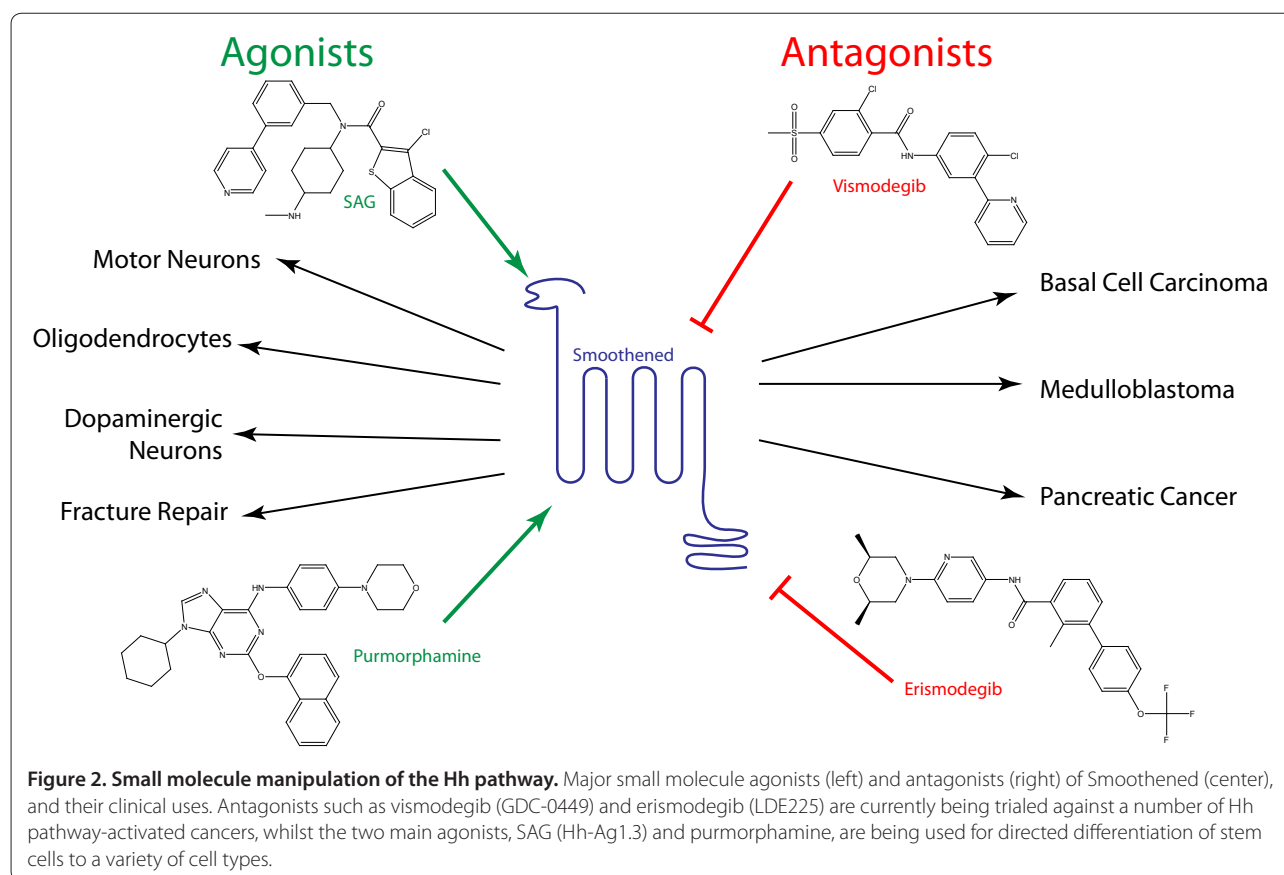 Agonists
Antagonists
O
Cl
N
S
N
NH
SAG
Cl
O
O
S
O
NH
Cl
N
Vismodegib
Motor Neurons
Oligodendrocytes
Dopaminergic
Neurons
Fracture Repair
Smoothened
Basal Cell Carcinoma
Medulloblastoma
Pancreatic Cancer
N
NH
N
O
N
N
N
O
Purmorphamine
O
N
N
NH
O
O
F
F
F
Erismodegib
Figure 2. Small molecule manipulation of the Hh pathway. Major small molecule agonists (left) and antagonists (right) of Smoothened (center),
and their clinical uses. Antagonists such as vismodegib (GDC-0449) and erismodegib (LDE225) are currently being trialed against a number of Hh
pathway-activated cancers, whilst the two main agonists, SAG (Hh-Ag1.3) and purmorphamine, are being used for directed differentiation of stem
cells to a variety of cell types.